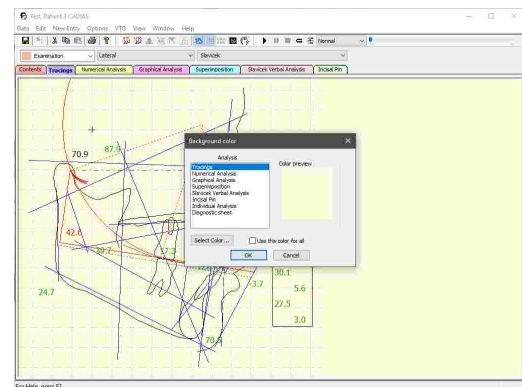 Test, Patient 3 CADIAS
Data Edit New Entry Options VTO View Window Help
Normal
Examination Lateral Slavicek
Contents Tracings Numerical Analysis Graphical Analysis Superimposition Slavicek Verbal Analysis Incisal Pin
Background color
Analysis
Color preview
Tracings
Numerical Analysis
Graphical Analysis
Superimposition
Slavicek Verbal Analysis
Incisal Pin
Individual Analysis
Diagnostic sheet
Select Color...
Use this color for all
OK Cancel
87.9
70.9
42.6
24.7
30.1
5.6
3.7
27.5
3.0
For Help, press F1